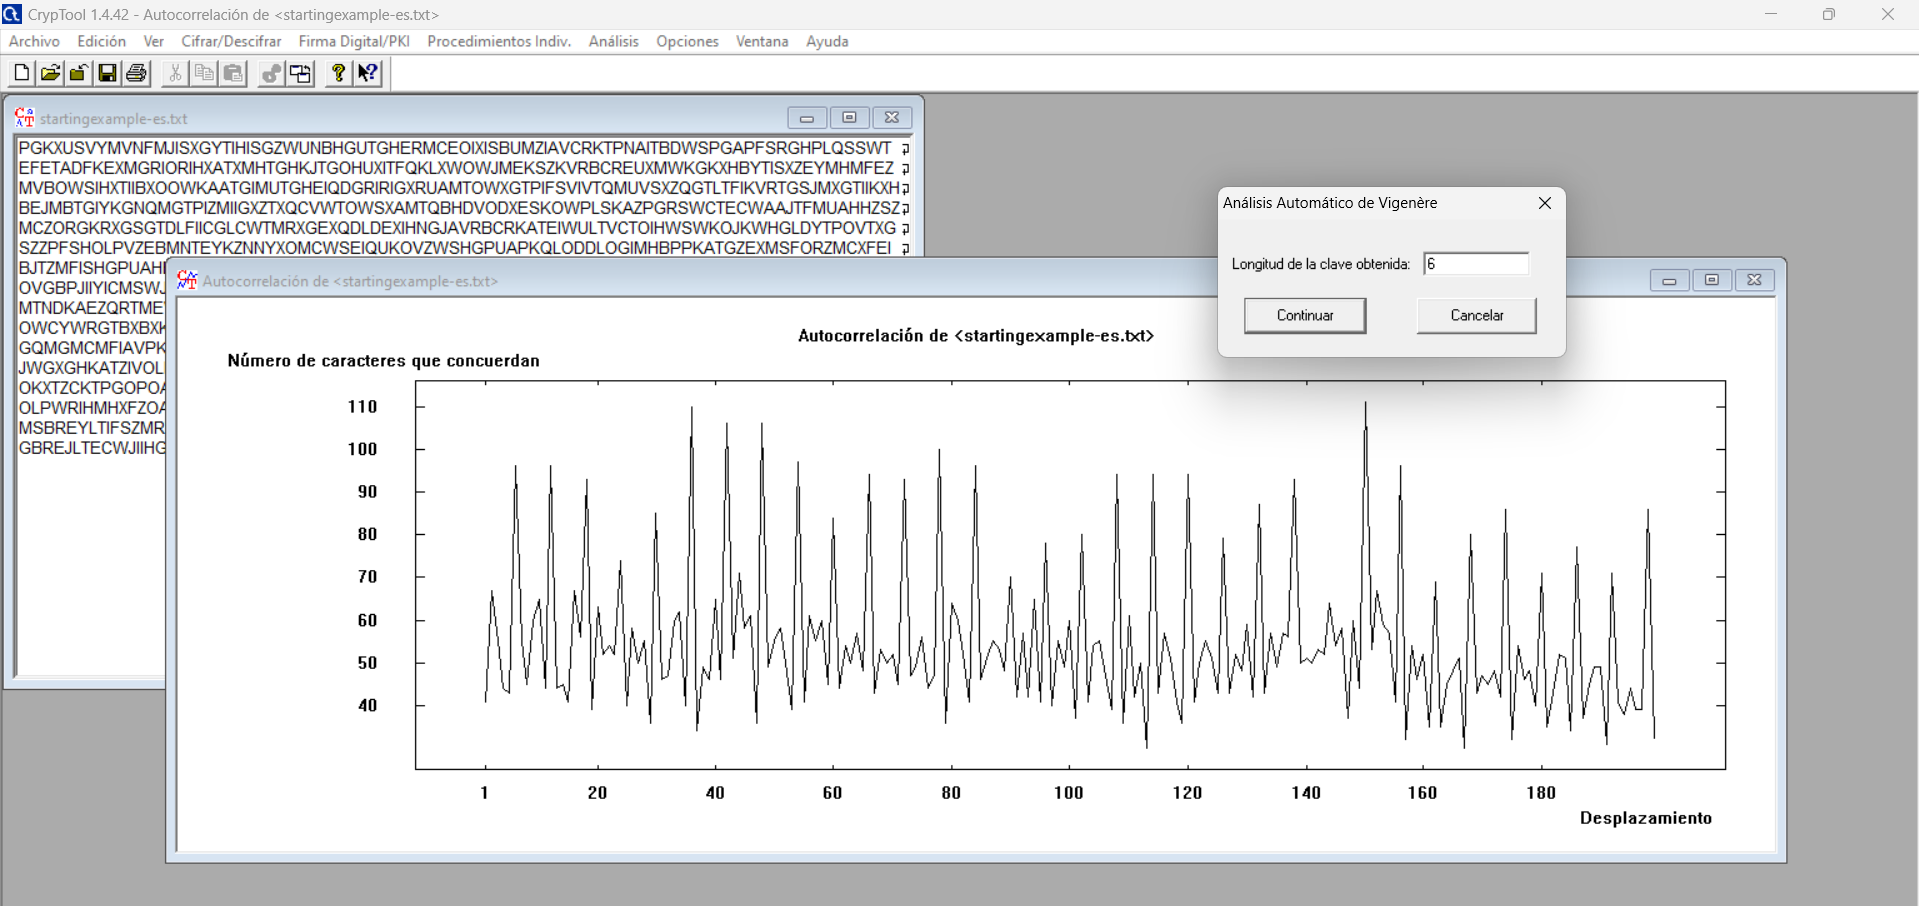 CrypTool 1.4.42 - Autocorrelación de <startingexample-es.txt>
Archivo Edición Ver Cifrar/Descifrar Firma Digital/PKI Procedimientos Indiv. Análisis Opciones Ventana Ayuda
startingexample-es.txt
PGKXUSVYMVNFMJISXGYTIHISGZWUNBHGUTGHERMCEOIXISBUMZIAVCRKTPNAITBDWSPGAPFSRGHPLQSSWT
EFETADFKEXMGRIORIHXATXMHTGHKJTGOHUXITFQKLXWOWJMEKSZKVRBCREUXMWKGKXHBYTISXZEYMHMFEZ
MVBOWSIHXTIIBXOOWKAATGIMUTGHEIQDGRIRIGXRUAMTOWXGTPIFSVIVTQMUVSXZQGTLTFIKVRTGSJMXGTIIKXH
BEJMBTGIYKGNQMGTPIZMIIGXZTXQCVWTOWSXAMTQBHDVODXESKOWPLSKAZPGRSWCTECWAAJTFMUAHHZSZ
MCZORGKRXGSGTDLFIICGLCWTMRXGEXQDLDEXIHNGJAVRBCRKATEIWULTVCTOIHWSWKOJKWHGLDYTPOVTXG
SZZPFSHOLPVZEBMNTEYKZNNYXOMCWSEIQUKOVZWSHGPUAPKQLODDLOGIMHBPPKATGZEXMSFORZMCXFEI
BJTZMFISHGPUAH
OVGBPJIIYICMSWJ
MTNDKAEZQRTME
OWCYWRGTBXBXK
GQMGMCMFIAVPK
JWGXGHKATZIVOL
OKXTZCKTPGOPOA
OLPWRIHMHXFZOA
MSBREYLTIFSZMR
GBREJLTECWJIIHG
Autocorrelación de <startingexample-es.txt>
Autocorrelación de <startingexample-es.txt>
Número de caracteres que concuerdan
110
100
90
80
70
60
50
40
1 20 40 60 80 100 120 140 160 180
Desplazamiento
Análisis Automático de Vigenère
Longitud de la clave obtenida: 6
Continuar Cancelar